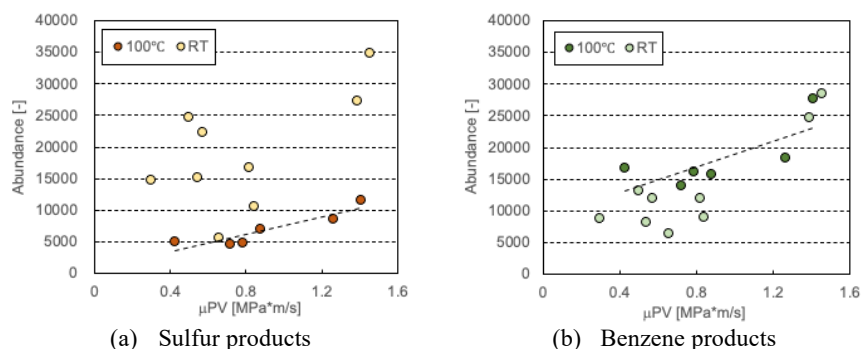 40000
35000
30000
25000
20000
15000
10000
5000
0
Abundance [-]
100℃ RT
0 0.4 0.8 1.2 1.6
μPV [MPa*m/s]
(a) Sulfur products
40000
35000
30000
25000
20000
15000
10000
5000
0
Abundance [-]
100℃ RT
0 0.4 0.8 1.2 1.6
μPV [MPa*m/s]
(b) Benzene products